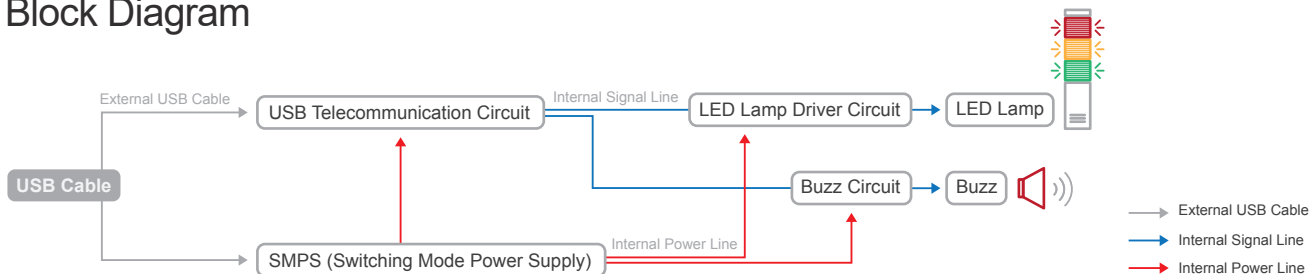 Block Diagram
External USB Cable
USB Telecommunication Circuit
Internal Signal Line
LED Lamp Driver Circuit
LED Lamp
USB Cable
Buzz Circuit
Buzz
SMPS (Switching Mode Power Supply)
Internal Power Line
External USB Cable
Internal Signal Line
Internal Power Line